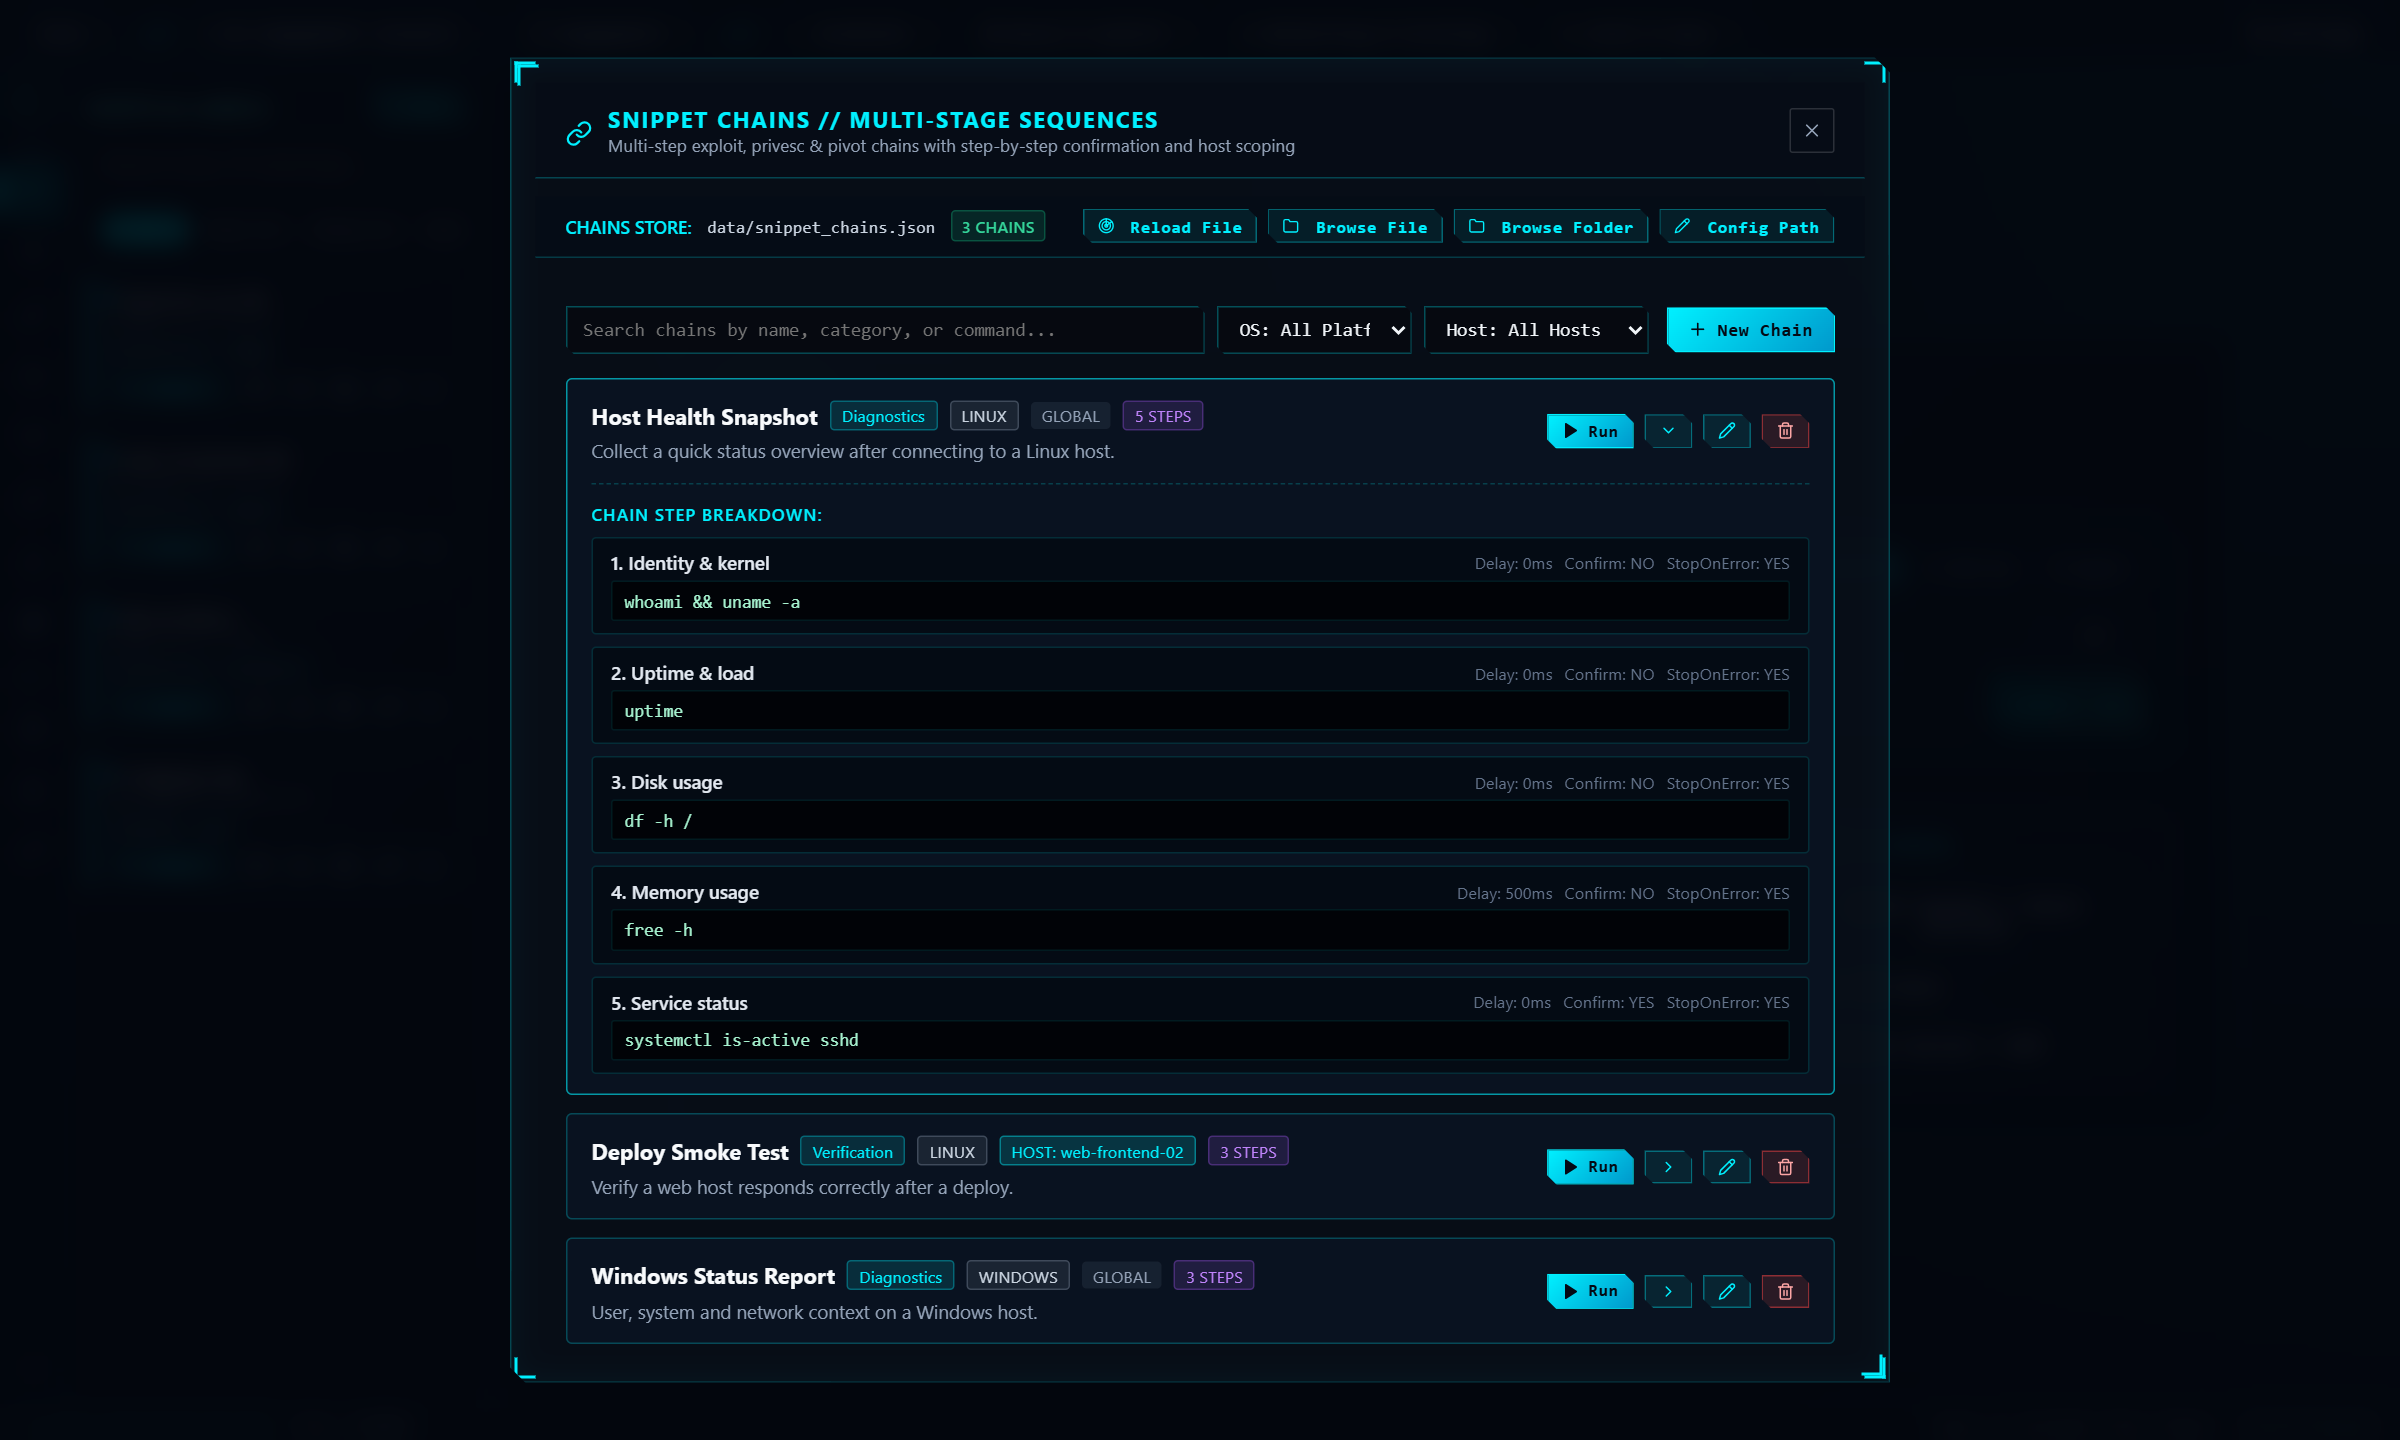 SNIPPET CHAINS // MULTI-STAGE SEQUENCES
Multi-step exploit, privesc & pivot chains with step-by-step confirmation and host scoping
CHAINS STORE: data/snippet_chains.json 3 CHAINS Reload File Browse File Browse Folder Config Path
Search chains by name, category, or command... OS: All Platf Host: All Hosts + New Chain
Host Health Snapshot Diagnostics LINUX GLOBAL 5 STEPS Run
Collect a quick status overview after connecting to a Linux host.
CHAIN STEP BREAKDOWN:
1. Identity & kernel Delay: 0ms Confirm: NO StopOnError: YES
whoami && uname -a
2. Uptime & load Delay: 0ms Confirm: NO StopOnError: YES
uptime
3. Disk usage Delay: 0ms Confirm: NO StopOnError: YES
df -h /
4. Memory usage Delay: 500ms Confirm: NO StopOnError: YES
free -h
5. Service status Delay: 0ms Confirm: YES StopOnError: YES
systemctl is-active sshd
Deploy Smoke Test Verification LINUX HOST: web-frontend-02 3 STEPS Run
Verify a web host responds correctly after a deploy.
Windows Status Report Diagnostics WINDOWS GLOBAL 3 STEPS Run
User, system and network context on a Windows host.